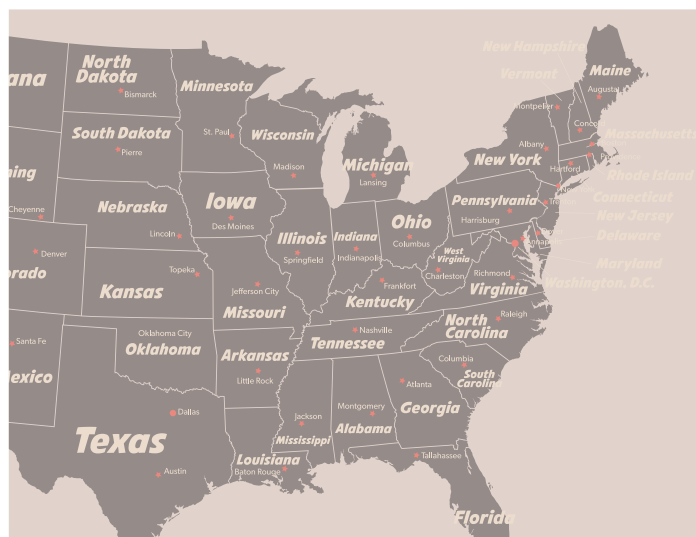 New Hampshire
Vermont
Maine
Augusta
North
Dakota
Bismarck
ana
Minnesota
Montpelier
South Dakota
Pierre
St. Paul
Wisconsin
Madison
Michigan
Lansing
Albany
New York
Massachusetts
Hartford
Rhode Island
Connecticut
New Jersey
Delaware
Maryland
Washington, D.C.
ming
Cheyenne
Nebraska
Lincoln
Iowa
Des Moines
Illinois
Springfield
Indiana
Indianapolis
Ohio
Columbus
Pennsylvania
Harrisburg
West
Virginia
Charleston
Richmond
Virginia
Denver
orado
Topeka
Kansas
Jefferson City
Missouri
Frankfort
Kentucky
Nashville
Tennessee
North
Carolina
Raleigh
Santa Fe
exico
Oklahoma City
Oklahoma
Arkansas
Little Rock
Columbia
South
Carolina
Atlanta
Georgia
Montgomery
Alabama
Jackson
Mississippi
Dallas
Texas
Austin
Louisiana
Baton Rouge
Tallahassee
Florida